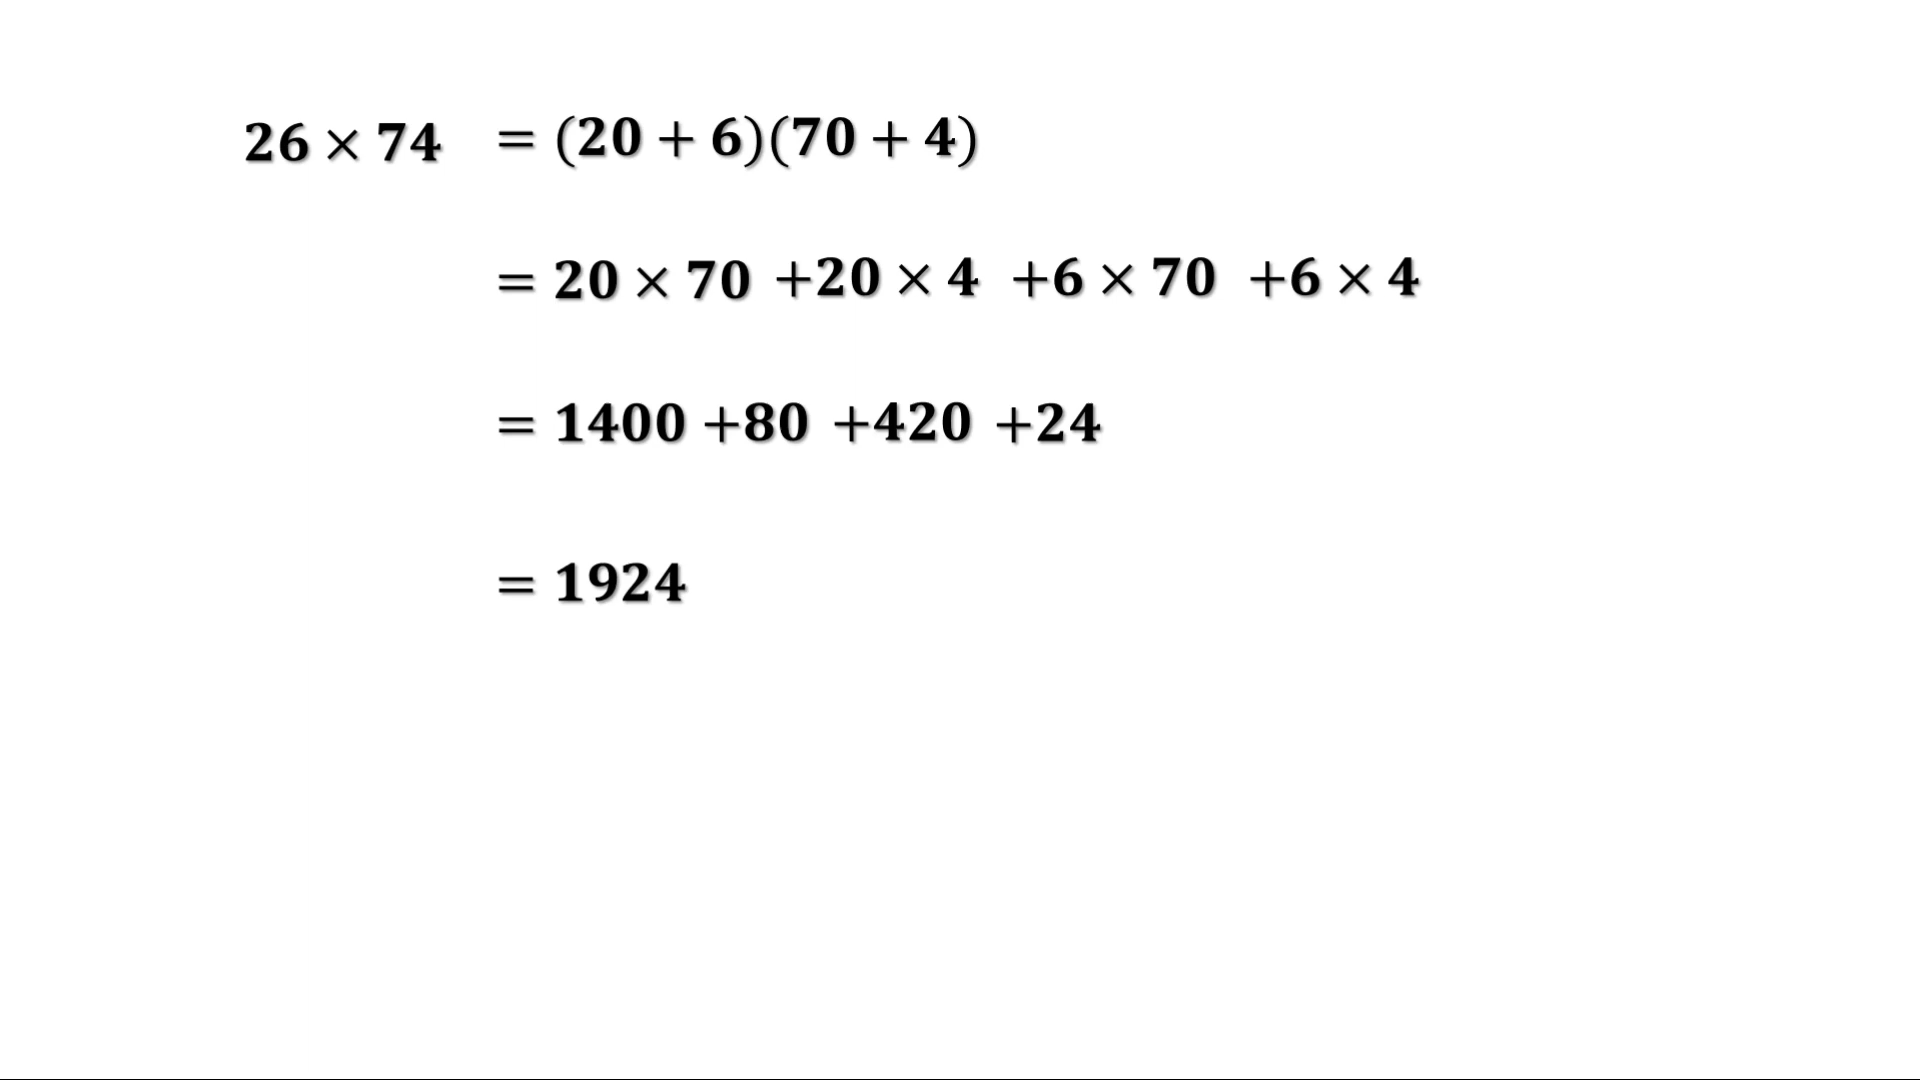 26 × 74 = (20 + 6)(70 + 4)
= 20 × 70 +20 × 4 +6 × 70 +6 × 4
= 1400 +80 +420 +24
= 1924